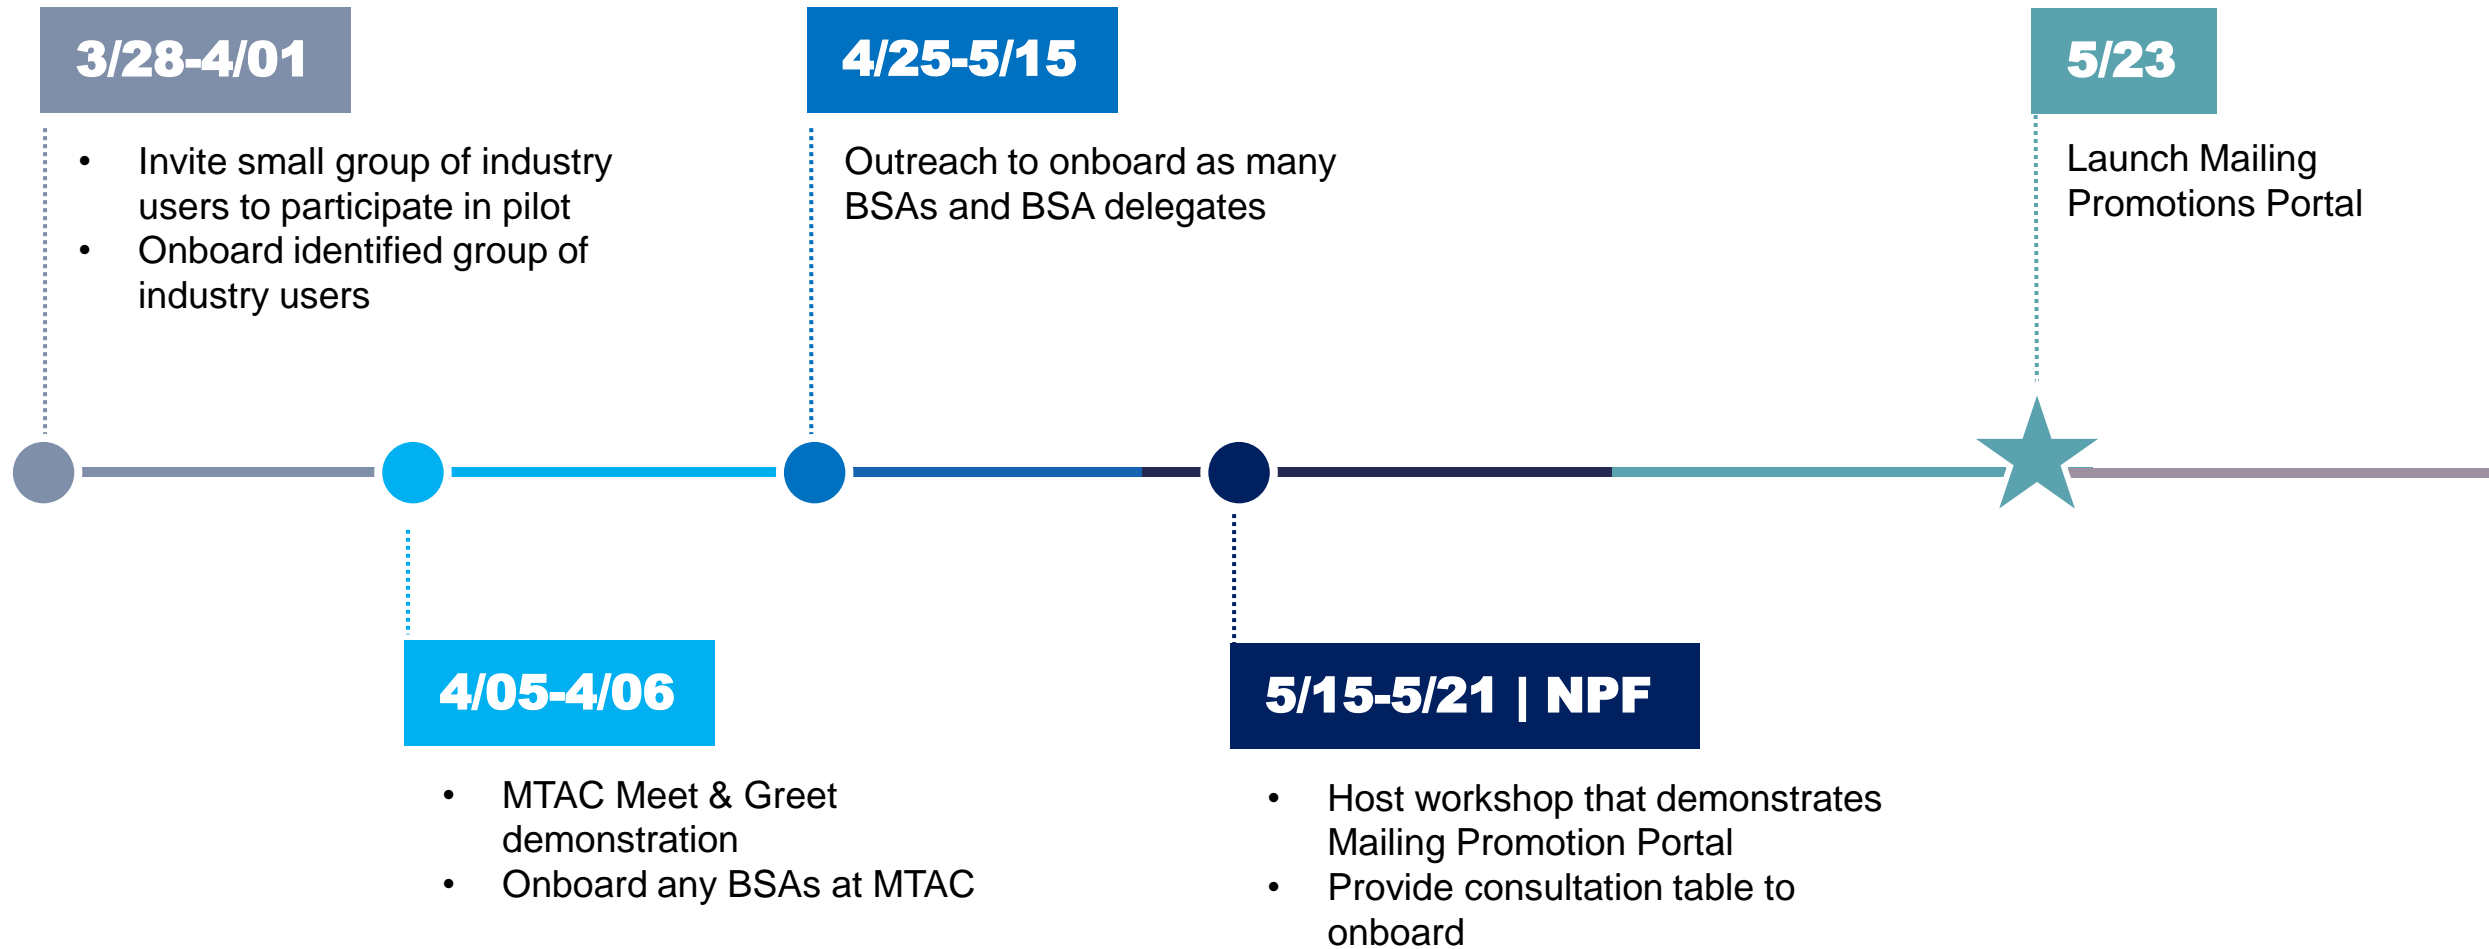 3/28-4/01
• Invite small group of industry
users to participate in pilot
• Onboard identified group of
industry users
4/05-4/06
• MTAC Meet & Greet
demonstration
• Onboard any BSAs at MTAC
4/25-5/15
Outreach to onboard as many
BSAs and BSA delegates
5/15-5/21 | NPF
• Host workshop that demonstrates
Mailing Promotion Portal
• Provide consultation table to
onboard
5/23
Launch Mailing
Promotions Portal